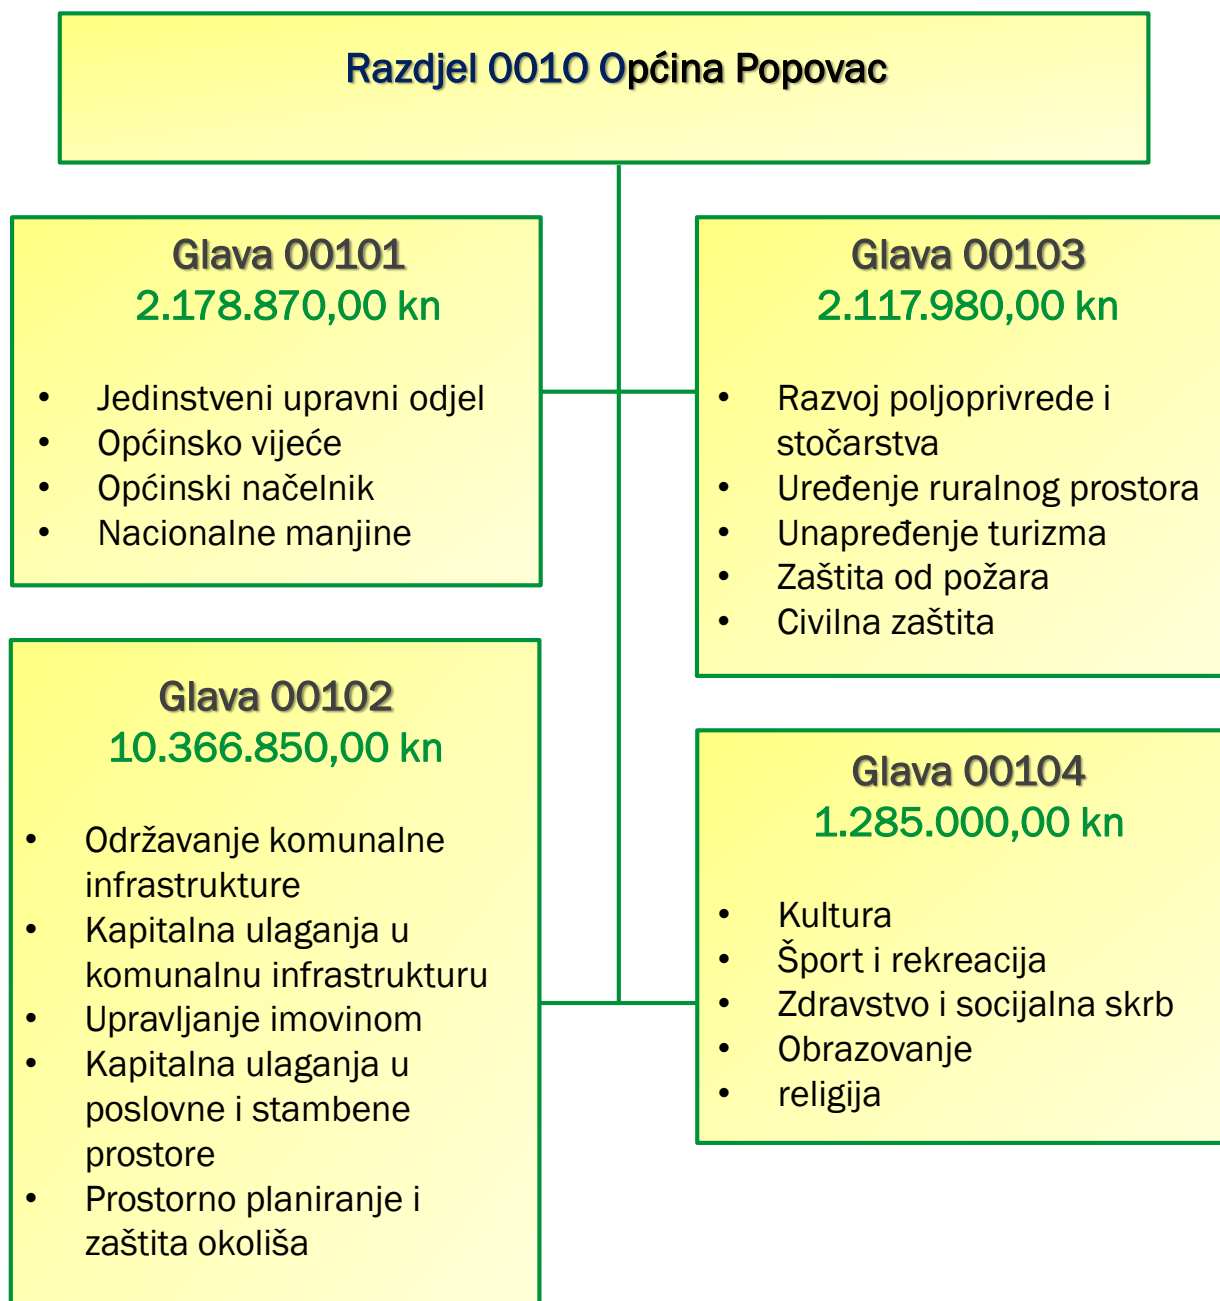 Razdjel 0010 Općina Popovac
Glava 00101
2.178.870,00 kn
• Jedinstveni upravni odjel
• Općinsko vijeće
• Općinski načelnik
• Nacionalne manjine
Glava 00102
10.366.850,00 kn
• Održavanje komunalne
infrastrukture
• Kapitalna ulaganja u
komunalnu infrastrukturu
• Upravljanje imovinom
• Kapitalna ulaganja u
poslovne i stambene
prostore
• Prostorno planiranje i
zaštita okoliša
Glava 00103
2.117.980,00 kn
• Razvoj poljoprivrede i
stočarstva
• Uređenje ruralnog prostora
• Unapređenje turizma
• Zaštita od požara
• Civilna zaštita
Glava 00104
1.285.000,00 kn
• Kultura
• Šport i rekreacija
• Zdravstvo i socijalna skrb
• Obrazovanje
• religija